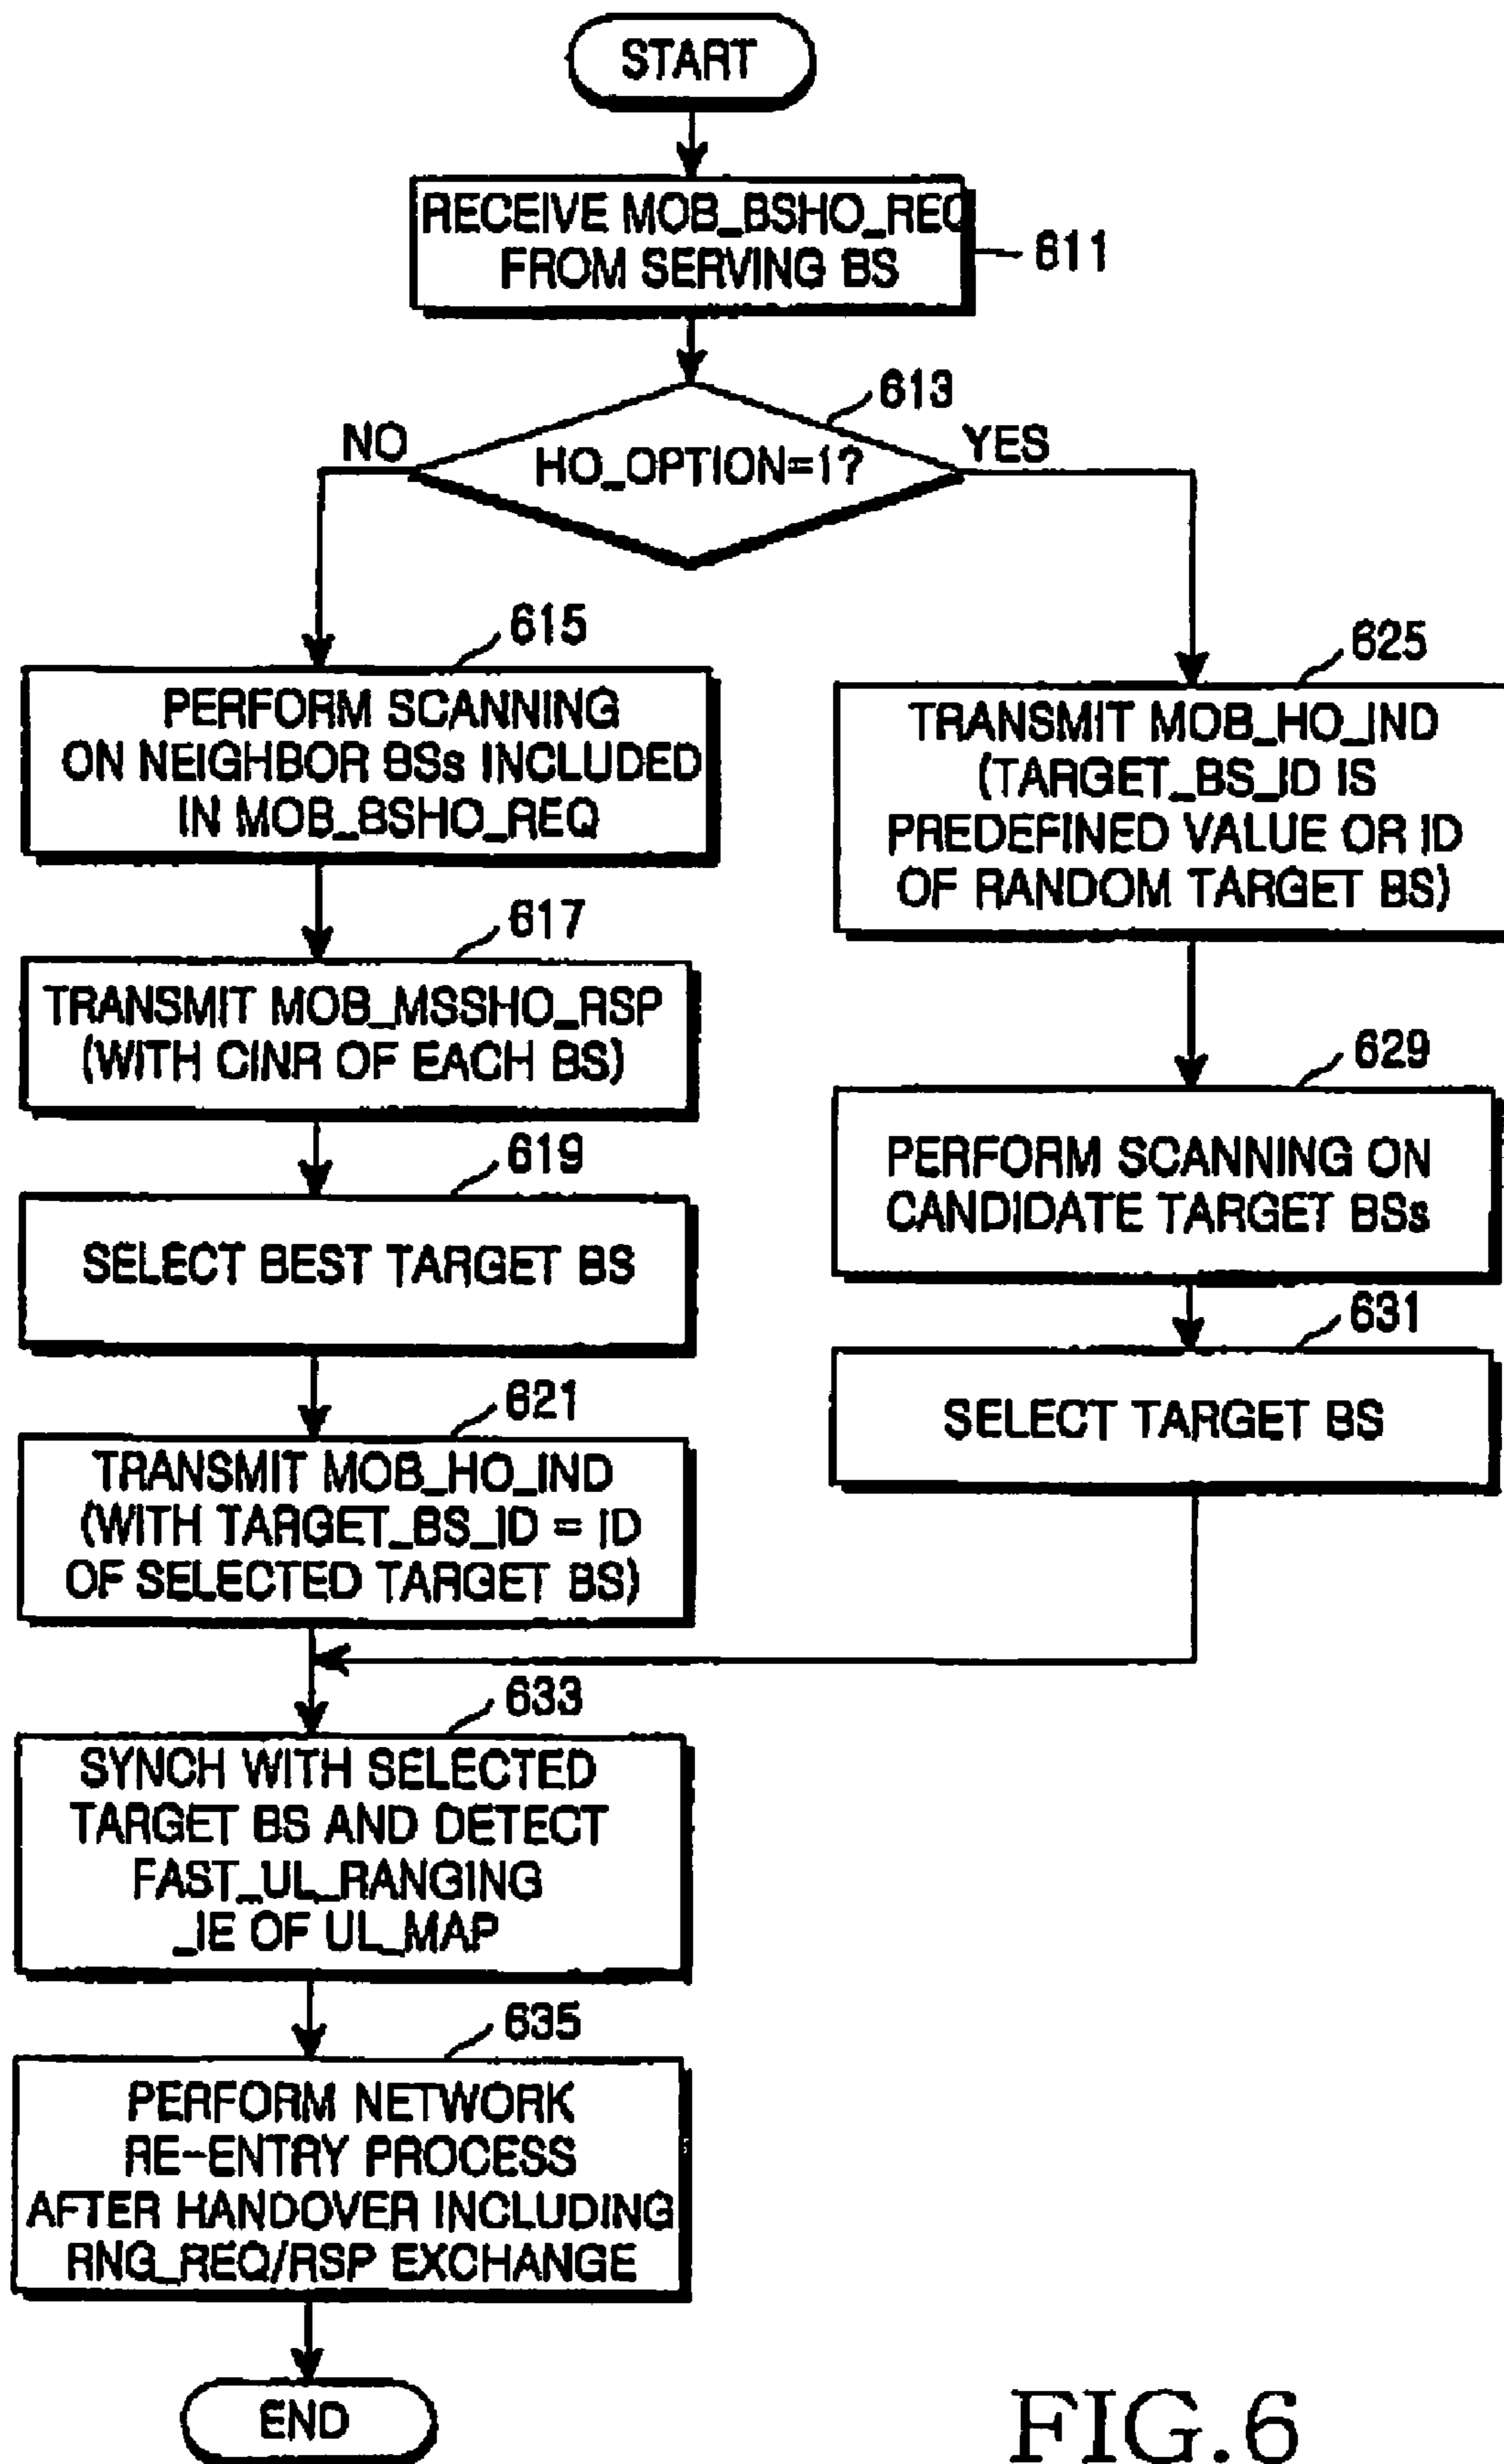 START
RECEIVE MOB_BSHO_REQ
FROM SERVING BS
611
613
NO
HO_OPTION=1?
YES
615
PERFORM SCANNING
ON NEIGHBOR BSs INCLUDED
IN MOB_BSHO_REQ
617
TRANSMIT MOB_MSSHO_RSP
(WITH CINR OF EACH BS)
619
SELECT BEST TARGET BS
621
TRANSMIT MOB_HO_IND
(WITH TARGET_BS_ID = ID
OF SELECTED TARGET BS)
625
TRANSMIT MOB_HO_IND
(TARGET_BS_ID IS
PREDEFINED VALUE OR ID
OF RANDOM TARGET BS)
629
PERFORM SCANNING ON
CANDIDATE TARGET BSs
631
SELECT TARGET BS
633
SYNCH WITH SELECTED
TARGET BS AND DETECT
FAST_UL_RANGING
_IE OF UL_MAP
635
PERFORM NETWORK
RE-ENTRY PROCESS
AFTER HANDOVER INCLUDING
RNG_REQ/RSP EXCHANGE
END
FIG.6